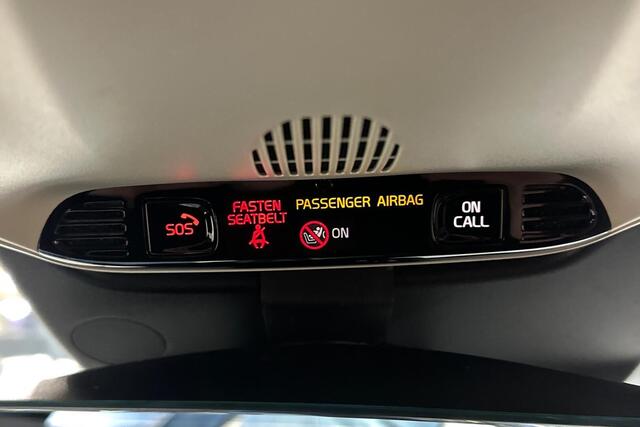 SOS
FASTEN
SEATBELT
PASSENGER AIRBAG
ON
ON
CALL